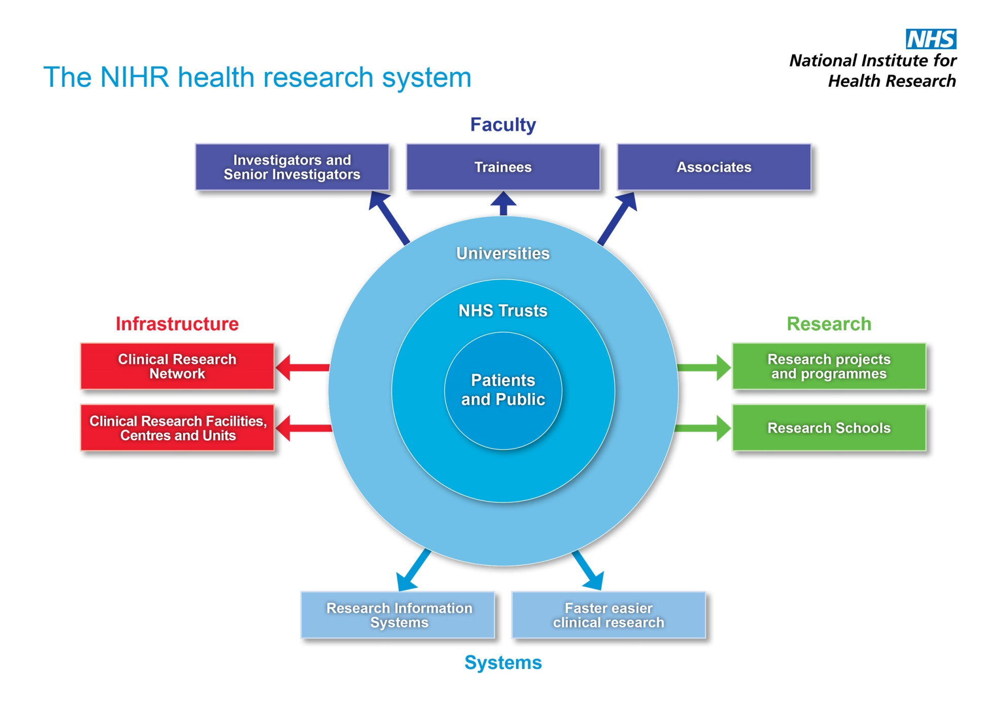 NHS
National Institute for
Health Research
The NIHR health research system
Faculty
Investigators and
Senior Investigators
Trainees
Associates
Universities
NHS Trusts
Patients
and Public
Infrastructure
Clinical Research
Network
Clinical Research Facilities,
Centres and Units
Research
Research projects
and programmes
Research Schools
Research Information
Systems
Faster easier
clinical research
Systems